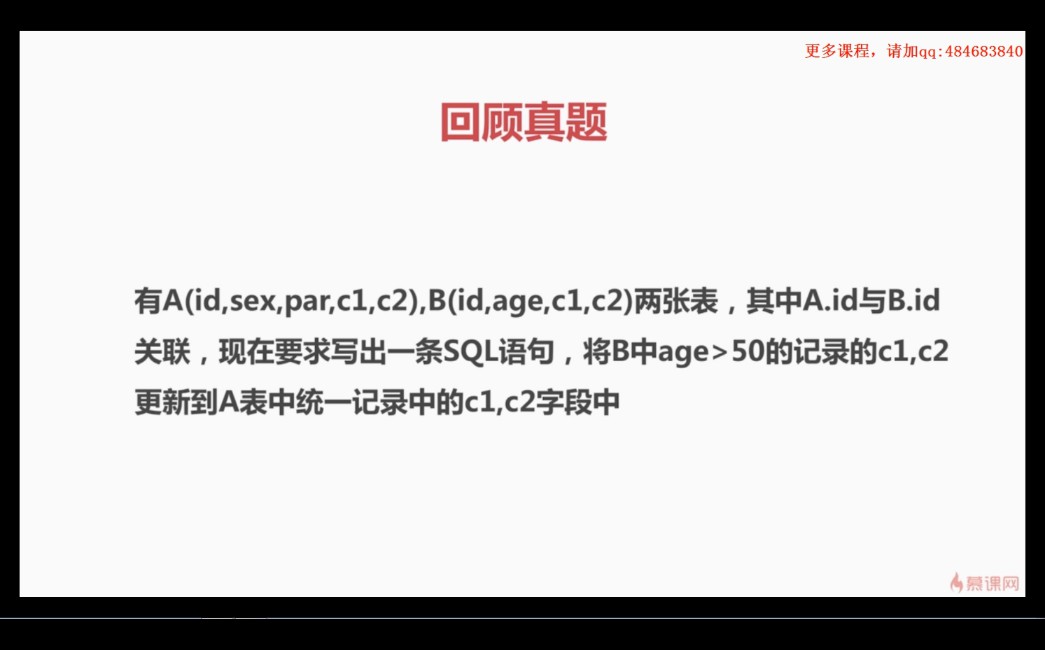 更多课程，请加qq:484683840
回顾真题
有A(id,sex,par,c1,c2),B(id,age,c1,c2)两张表，其中A.id与B.id
关联，现在要求写出一条SQL语句，将B中age>50的记录的c1,c2
更新到A表中统一记录中的c1,c2字段中
慕课网